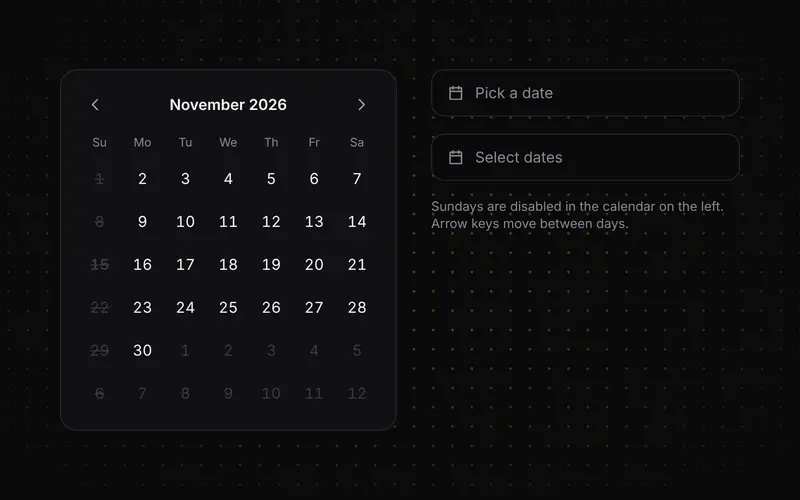 November 2026
Su Mo Tu We Th Fr Sa
1 2 3 4 5 6 7
8 9 10 11 12 13 14
15 16 17 18 19 20 21
22 23 24 25 26 27 28
29 30 1 2 3 4 5
6 7 8 9 10 11 12
Pick a date
Select dates
Sundays are disabled in the calendar on the left.
Arrow keys move between days.